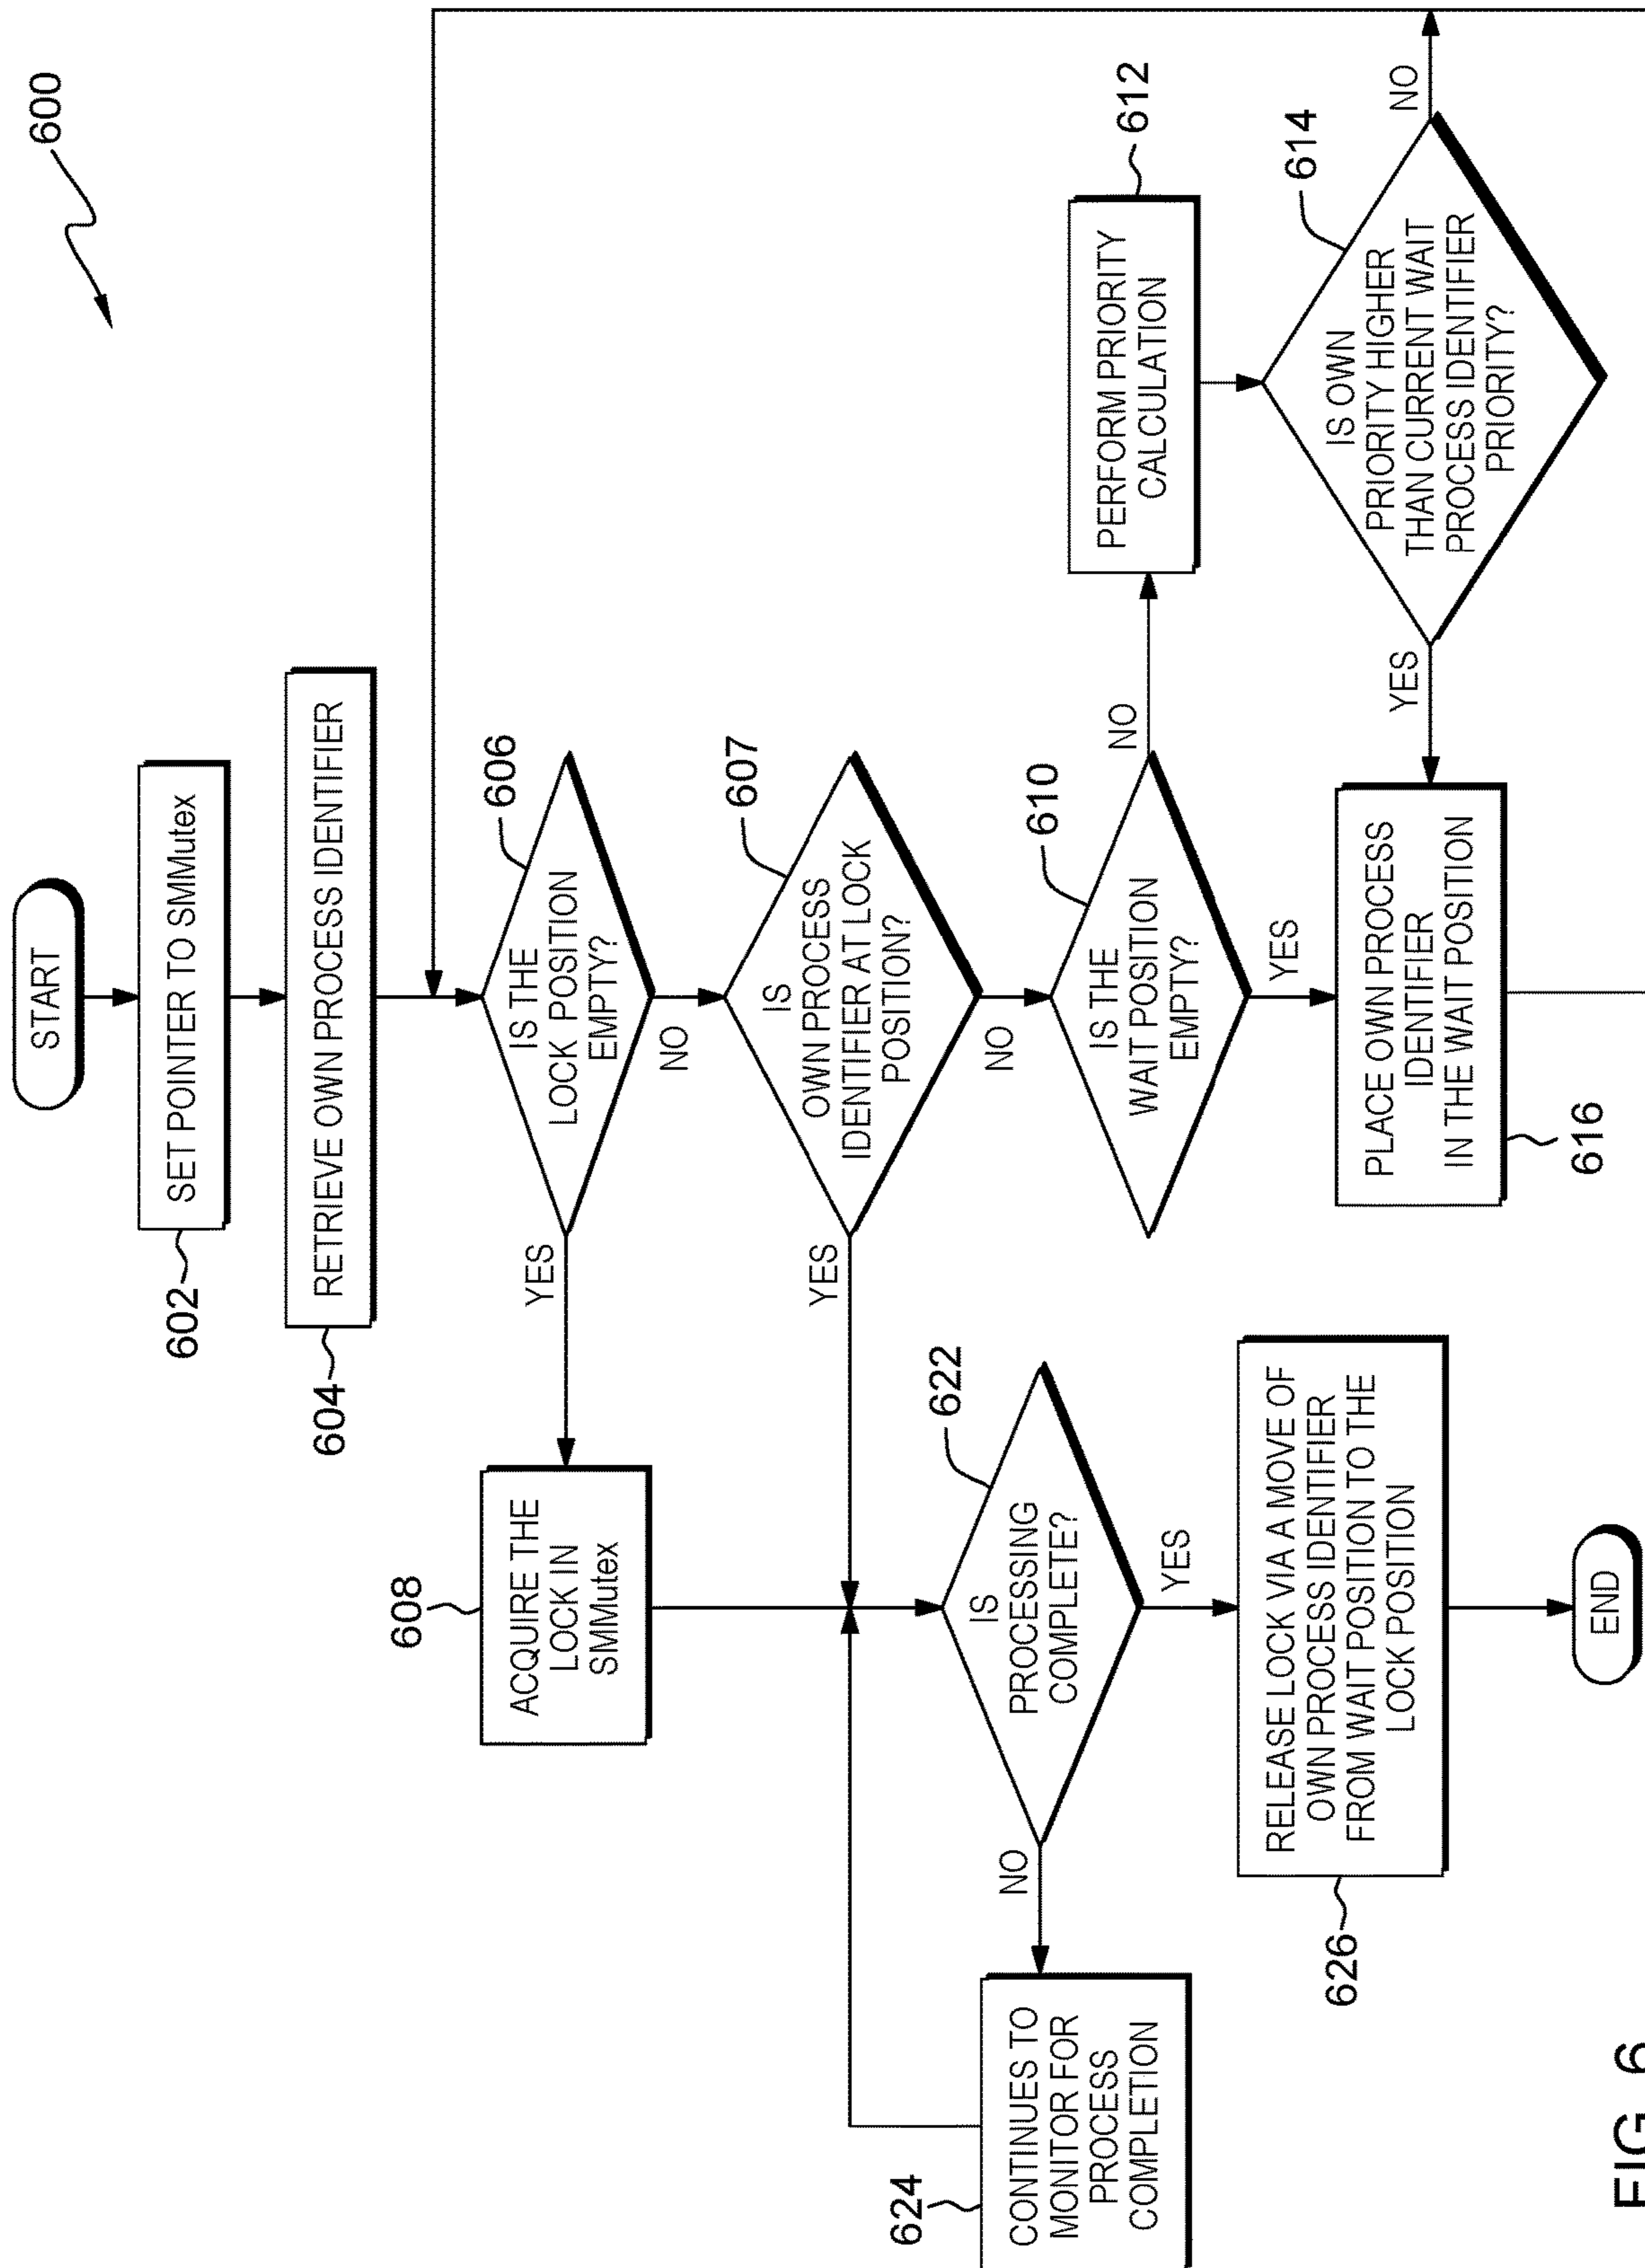 600
START
SET POINTER TO SMMutex
602
RETRIEVE OWN PROCESS IDENTIFIER
604
IS THE
LOCK POSITION
EMPTY?
606
YES
NO
ACQUIRE THE
LOCK IN
SMMutex
608
IS
OWN PROCESS
IDENTIFIER AT LOCK
POSITION?
607
YES
NO
IS THE
WAIT POSITION
EMPTY?
610
NO
YES
PERFORM PRIORITY
CALCULATION
612
IS OWN
PRIORITY HIGHER
THAN CURRENT WAIT
PROCESS IDENTIFIER
PRIORITY?
614
NO
YES
PLACE OWN PROCESS
IDENTIFIER
IN THE WAIT POSITION
616
IS
PROCESSING
COMPLETE?
622
NO
YES
CONTINUES TO
MONITOR FOR
PROCESS
COMPLETION
624
RELEASE LOCK VIA A MOVE OF
OWN PROCESS IDENTIFIER
FROM WAIT POSITION TO THE
LOCK POSITION
626
END
FIG. 6